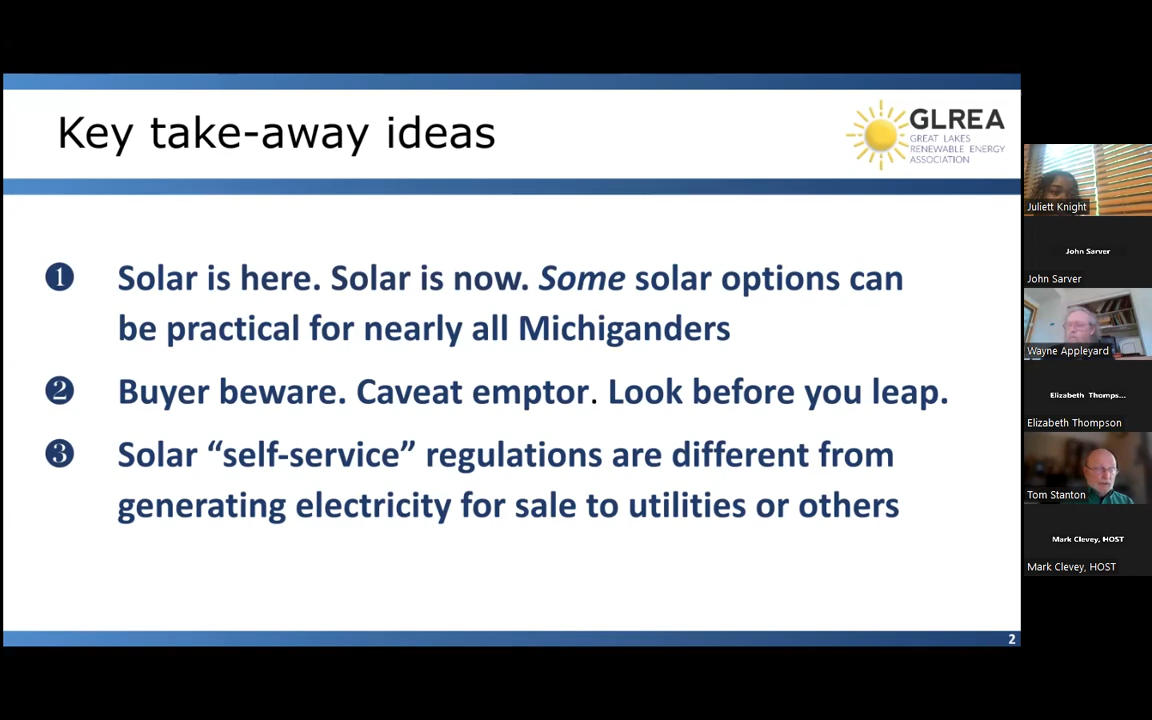 Key take-away ideas
GLREA
GREAT LAKES
RENEWABLE ENERGY
ASSOCIATION
❶ Solar is here. Solar is now. Some solar options can
be practical for nearly all Michiganders
❷ Buyer beware. Caveat emptor. Look before you leap.
❸ Solar “self-service” regulations are different from
generating electricity for sale to utilities or others
2
Juliett Knight
John Sarver
John Sarver
Wayne Appleyard
Elizabeth Thomps...
Elizabeth Thompson
Tom Stanton
Mark Clevey, HOST
Mark Clevey, HOST